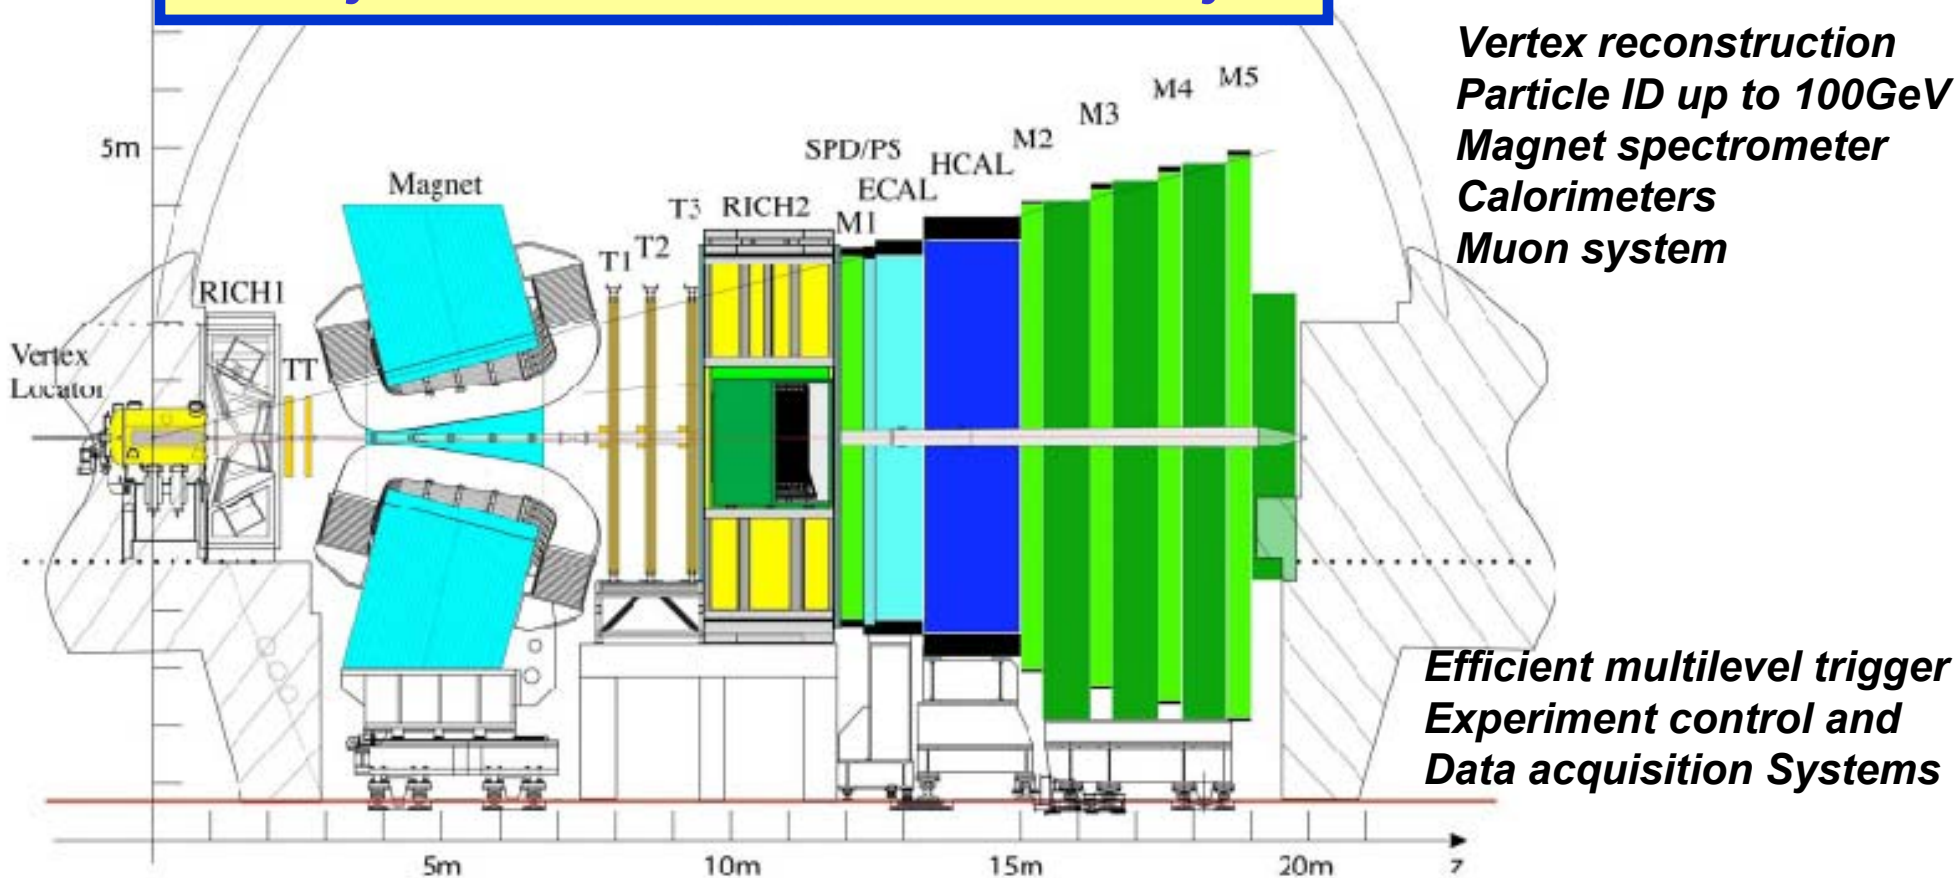 Vertex reconstruction
Particle ID up to 100GeV
Magnet spectrometer
Calorimeters
Muon system
5m
Magnet
SPD/PS
ECAL
HCAL
M1
M2
M3
M4
M5
T1
T2
T3
RICH2
RICH1
TT
Vertex
Locator
Efficient multilevel trigger
Experiment control and
Data acquisition Systems
5m
10m
15m
20m
z